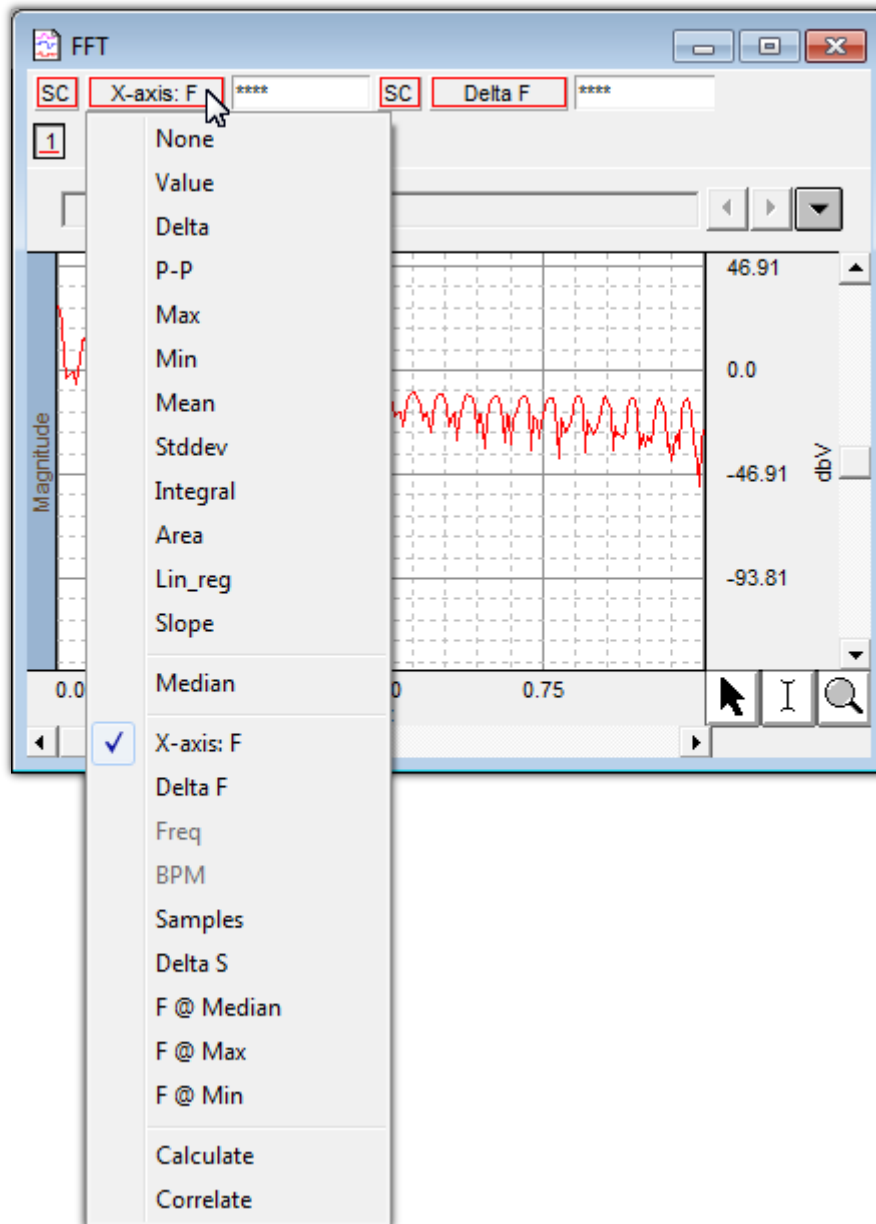 FFT
SC X-axis: F **** SC Delta F ****
1
None
Value
Delta
P-P
Max
Min
Mean
Stddev
Integral
Area
Lin_reg
Slope
Median
X-axis: F
Delta F
Freq
BPM
Samples
Delta S
F @ Median
F @ Max
F @ Min
Calculate
Correlate
Magnitude
46.91
0.0
-46.91
-93.81
dbV
0.0
0.75